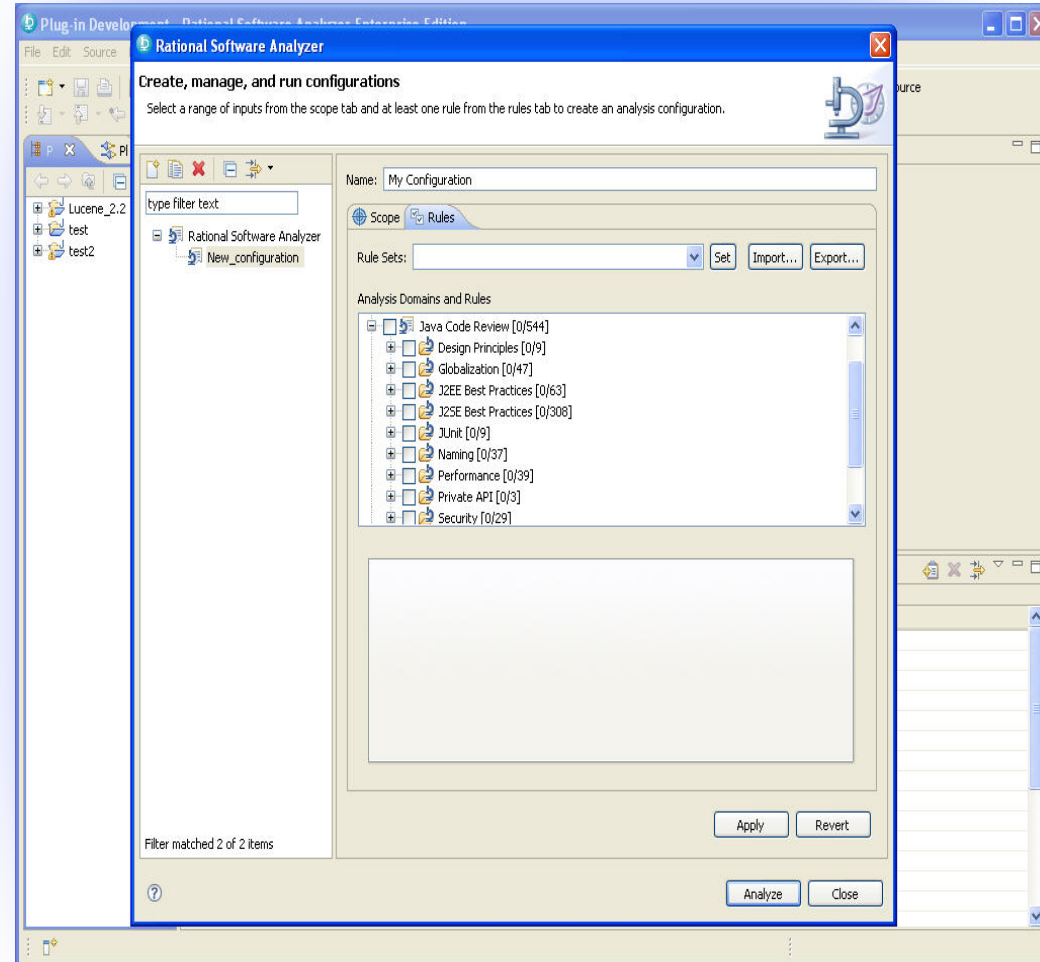 Plug-in Development - Rational Software Analyzer Enterprise Edition
File Edit Source
Rational Software Analyzer
Create, manage, and run configurations
Select a range of inputs from the scope tab and at least one rule from the rules tab to create an analysis configuration.
P
Pl
Lucene_2.2
test
test2
type filter text
Rational Software Analyzer
New_configuration
Filter matched 2 of 2 items
Name: My Configuration
Scope Rules
Rule Sets: Set Import... Export...
Analysis Domains and Rules
Java Code Review [0/544]
Design Principles [0/9]
Globalization [0/47]
J2EE Best Practices [0/63]
J2SE Best Practices [0/308]
JUnit [0/9]
Naming [0/37]
Performance [0/39]
Private API [0/3]
Security [0/29]
Apply Revert
Analyze Close
urce